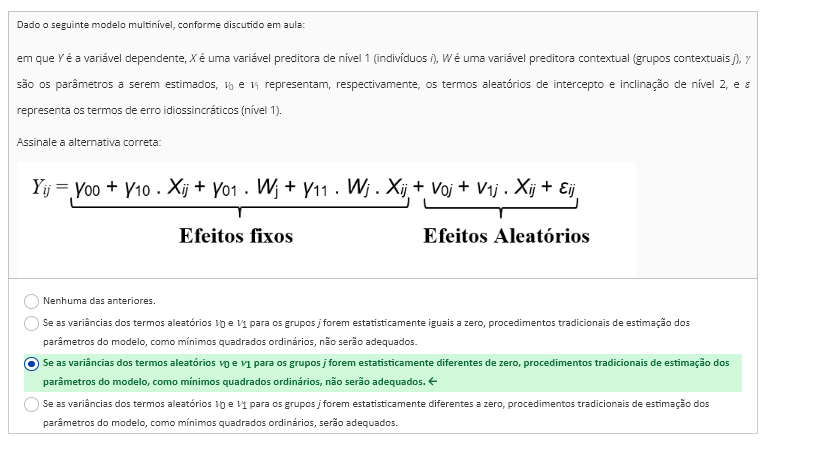 Dado o seguinte modelo multinível, conforme discutido em aula:
em que Y é a variável dependente, X é uma variável preditora de nível 1 (indivíduos i), W é uma variável preditora contextual (grupos contextuais j), γ
são os parâmetros a serem estimados, ν₀ e ν₁ representam, respectivamente, os termos aleatórios de intercepto e inclinação de nível 2, e ε
representa os termos de erro idiossincráticos (nível 1).
Assinale a alternativa correta:
Yij = γ00 + γ10 . Xij + γ01 . Wj + γ11 . Wj . Xij + ν0j + ν1j . Xij + εij
Efeitos fixos Efeitos Aleatórios
Nenhuma das anteriores.
Se as variâncias dos termos aleatórios ν0 e ν1 para os grupos j forem estatisticamente iguais a zero, procedimentos tradicionais de estimação dos
parâmetros do modelo, como mínimos quadrados ordinários, não serão adequados.
Se as variâncias dos termos aleatórios ν0 e ν1 para os grupos j forem estatisticamente diferentes de zero, procedimentos tradicionais de estimação dos
parâmetros do modelo, como mínimos quadrados ordinários, não serão adequados. ←
Se as variâncias dos termos aleatórios ν0 e ν1 para os grupos j forem estatisticamente diferentes a zero, procedimentos tradicionais de estimação dos
parâmetros do modelo, como mínimos quadrados ordinários, serão adequados.